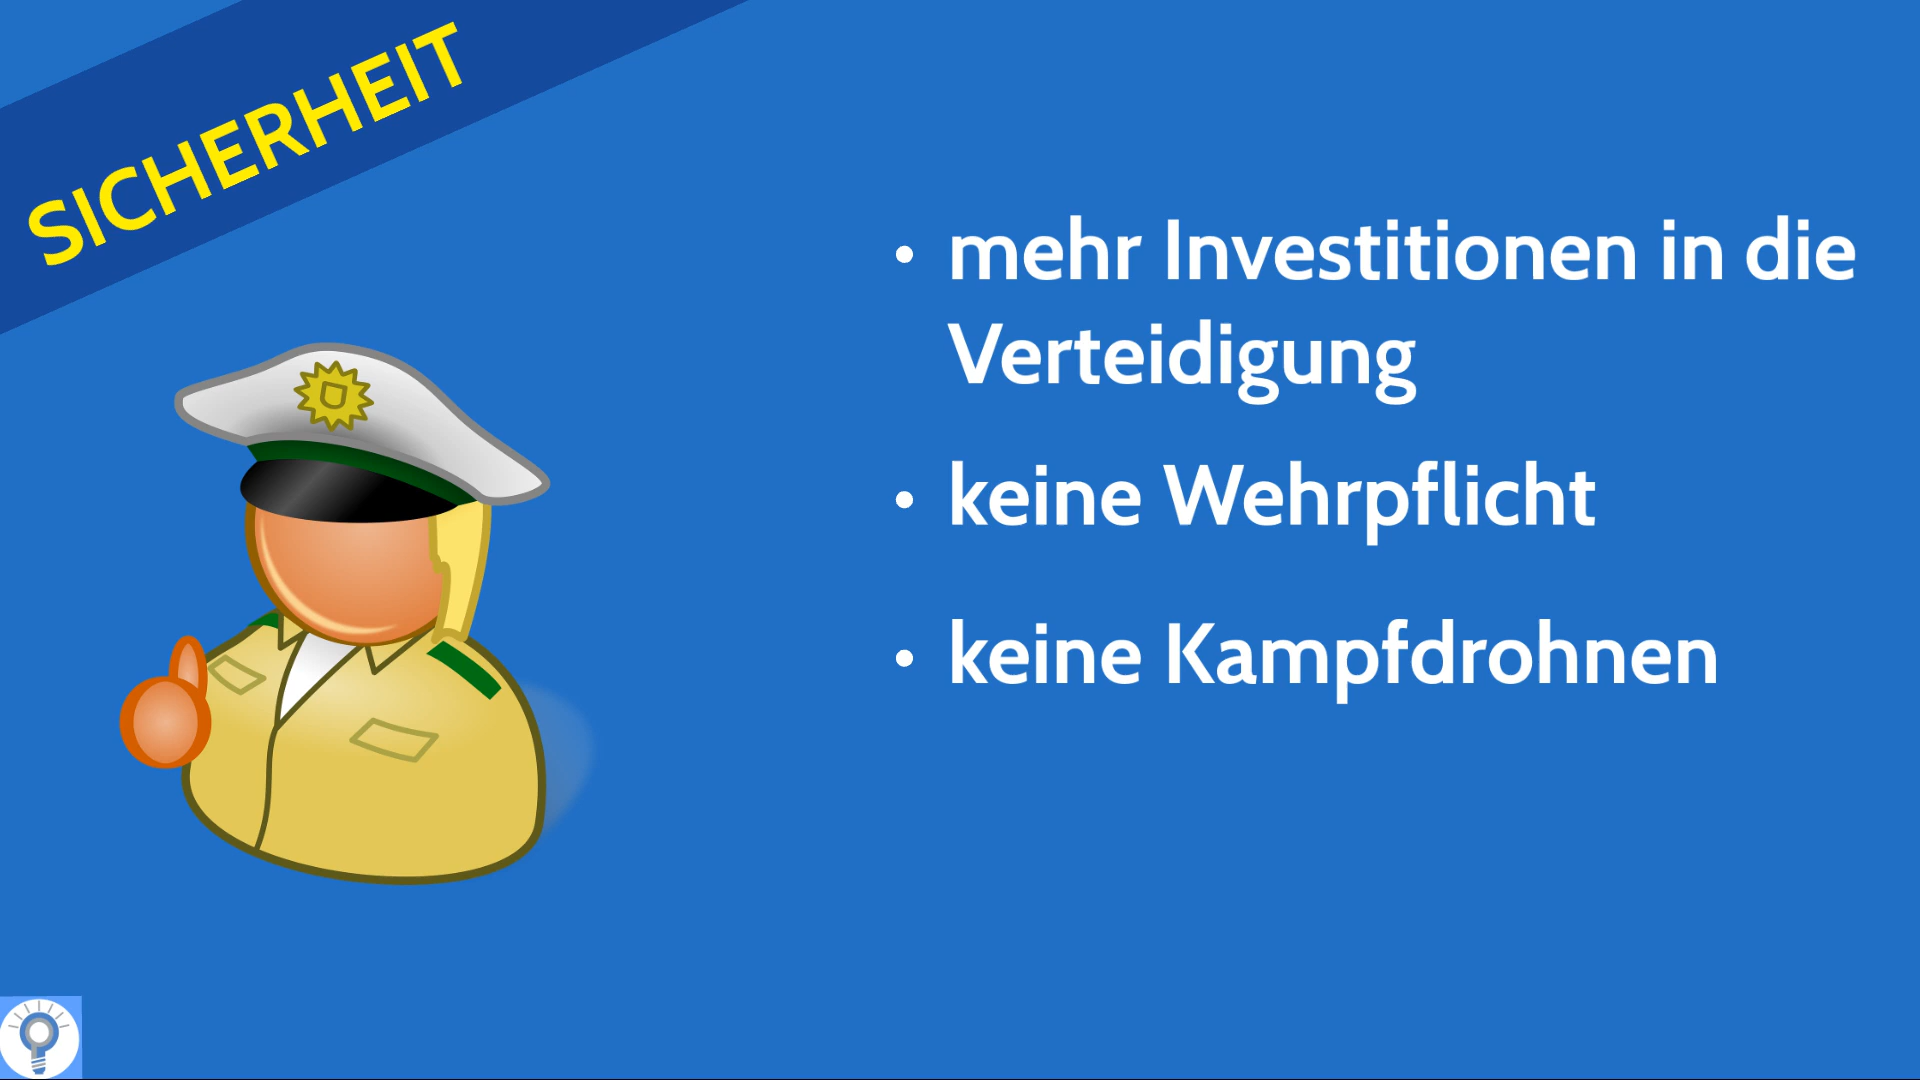 SICHERHEIT
• mehr Investitionen in die
Verteidigung
• keine Wehrpflicht
• keine Kampfdrohnen